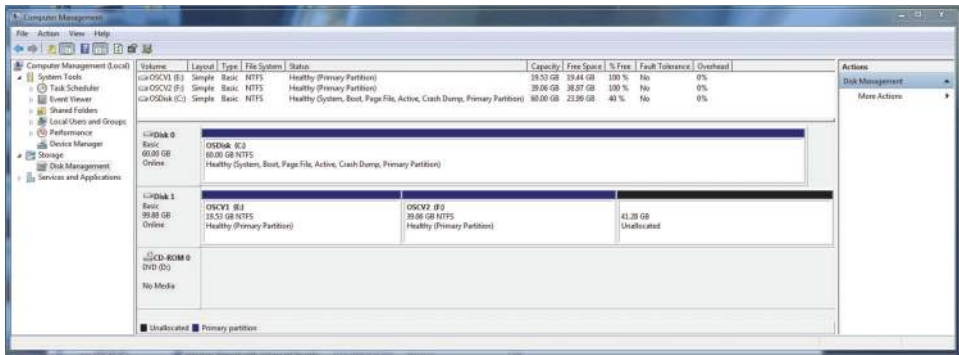 Computer Management
File Action View Help
Computer Management (Local)
System Tools
Task Scheduler
Event Viewer
Shared Folders
Local Users and Groups
Performance
Device Manager
Storage
Disk Management
Services and Applications
Volume Layout Type File System Status Capacity Free Space % Free Fault Tolerance Overhead
OSCV1 (E:) Simple Basic NTFS Healthy (Primary Partition) 19.53 GB 19.44 GB 100 % No 0%
OSCV2 (F:) Simple Basic NTFS Healthy (Primary Partition) 39.06 GB 38.97 GB 100 % No 0%
OSDisk (C:) Simple Basic NTFS Healthy (System, Boot, Page File, Active, Crash Dump, Primary Partition) 60.00 GB 23.99 GB 40 % No 0%
Disk 0
Basic
60.00 GB
Online
OSDisk (C:)
60.00 GB NTFS
Healthy (System, Boot, Page File, Active, Crash Dump, Primary Partition)
Disk 1
Basic
99.88 GB
Online
OSCV1 (E:)
19.53 GB NTFS
Healthy (Primary Partition)
OSCV2 (F:)
39.06 GB NTFS
Healthy (Primary Partition)
41.28 GB
Unallocated
CD-ROM 0
DVD (D:)
No Media
Unallocated Primary partition
Actions
Disk Management
More Actions